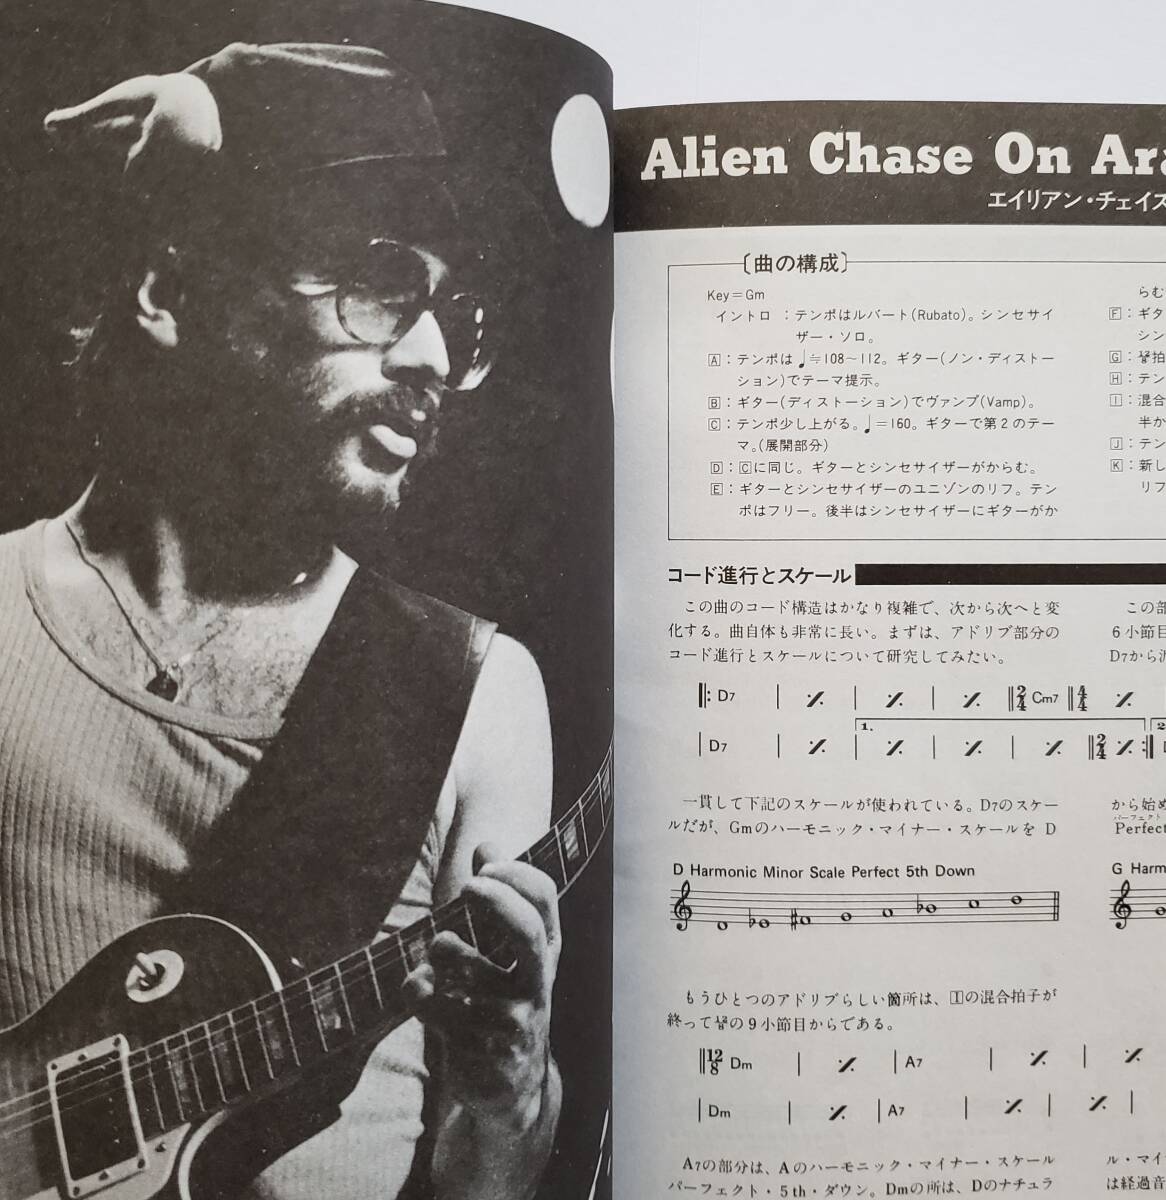 Alien Chase On Ara
エイリアン・チェイス
〔曲の構成〕
Key=Gm
イントロ：テンポはルバート(Rubato)。シンセサイ
ザー・ソロ。
A：テンポは♩≒108〜112。ギター(ノン・ディストー
ション)でテーマ提示。
B：ギター(ディストーション)でヴァンプ(Vamp)。
C：テンポ少し上がる。♩=160。ギターで第2のテー
マ。(展開部分)
D：Cに同じ。ギターとシンセサイザーがからむ。
E：ギターとシンセサイザーのユニゾンのリフ。テン
ポはフリー。後半はシンセサイザーにギターがか
らむ
F：ギタ
シン
G：12/8拍
H：テン
I：混合
半か
J：テン
K：新し
リフ
コード進行とスケール
この曲のコード構造はかなり複雑で、次から次へと変
化する。曲自体も非常に長い。まずは、アドリブ部分の
コード進行とスケールについて研究してみたい。
D7 2/4 Cm7 4/4
1. 2
D7 2/4
一貫して下記のスケールが使われている。D7のスケー
ルだが、Gmのハーモニック・マイナー・スケールを D
D Harmonic Minor Scale Perfect 5th Down
もうひとつのアドリブらしい箇所は、Iの混合拍子が
終って12/8の9小節目からである。
12/8 Dm A7
Dm A7
A7の部分は、Aのハーモニック・マイナー・スケール
パーフェクト・5th・ダウン。Dmの所は、Dのナチュラ
この部
6小節目
D7から
から始め
パーフェクト
Perfect
G Harm
ル・マイ
は経過音